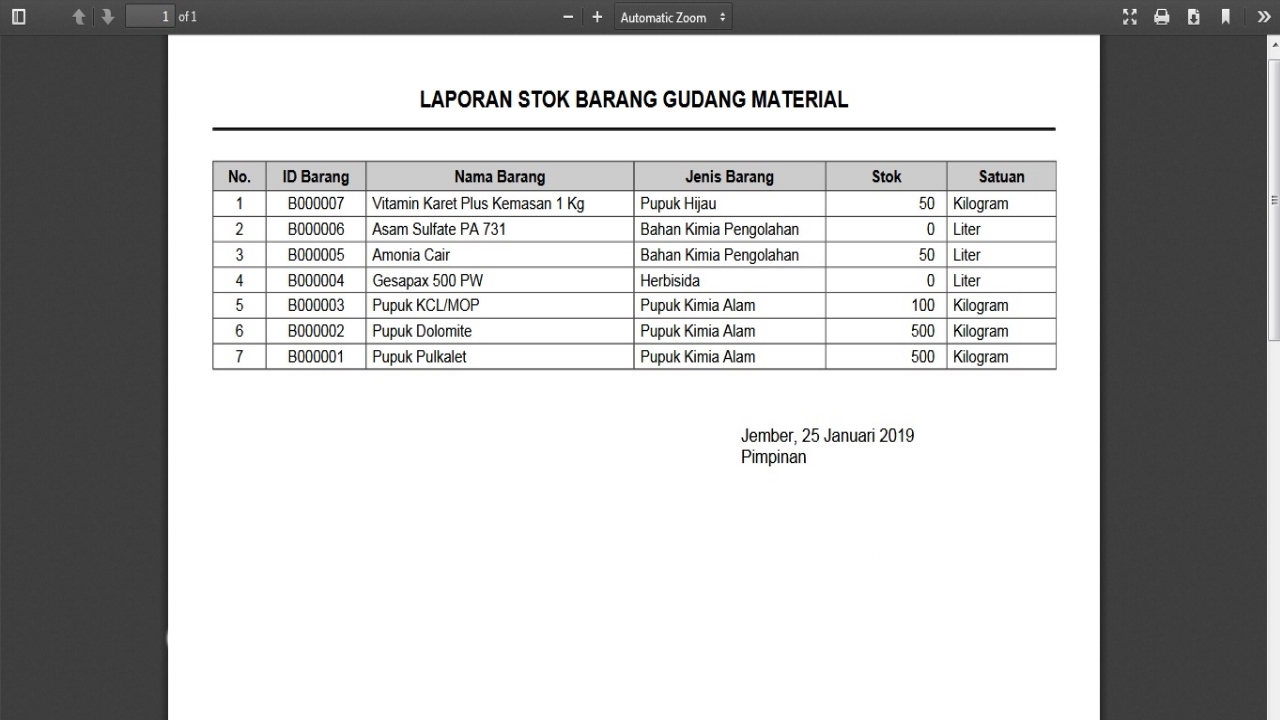 1 of 1
Automatic Zoom
LAPORAN STOK BARANG GUDANG MATERIAL
No. ID Barang Nama Barang Jenis Barang Stok Satuan
1 B000007 Vitamin Karet Plus Kemasan 1 Kg Pupuk Hijau 50 Kilogram
2 B000006 Asam Sulfate PA 731 Bahan Kimia Pengolahan 0 Liter
3 B000005 Amonia Cair Bahan Kimia Pengolahan 50 Liter
4 B000004 Gesapax 500 PW Herbisida 0 Liter
5 B000003 Pupuk KCL/MOP Pupuk Kimia Alam 100 Kilogram
6 B000002 Pupuk Dolomite Pupuk Kimia Alam 500 Kilogram
7 B000001 Pupuk Pulkalet Pupuk Kimia Alam 500 Kilogram
Jember, 25 Januari 2019
Pimpinan